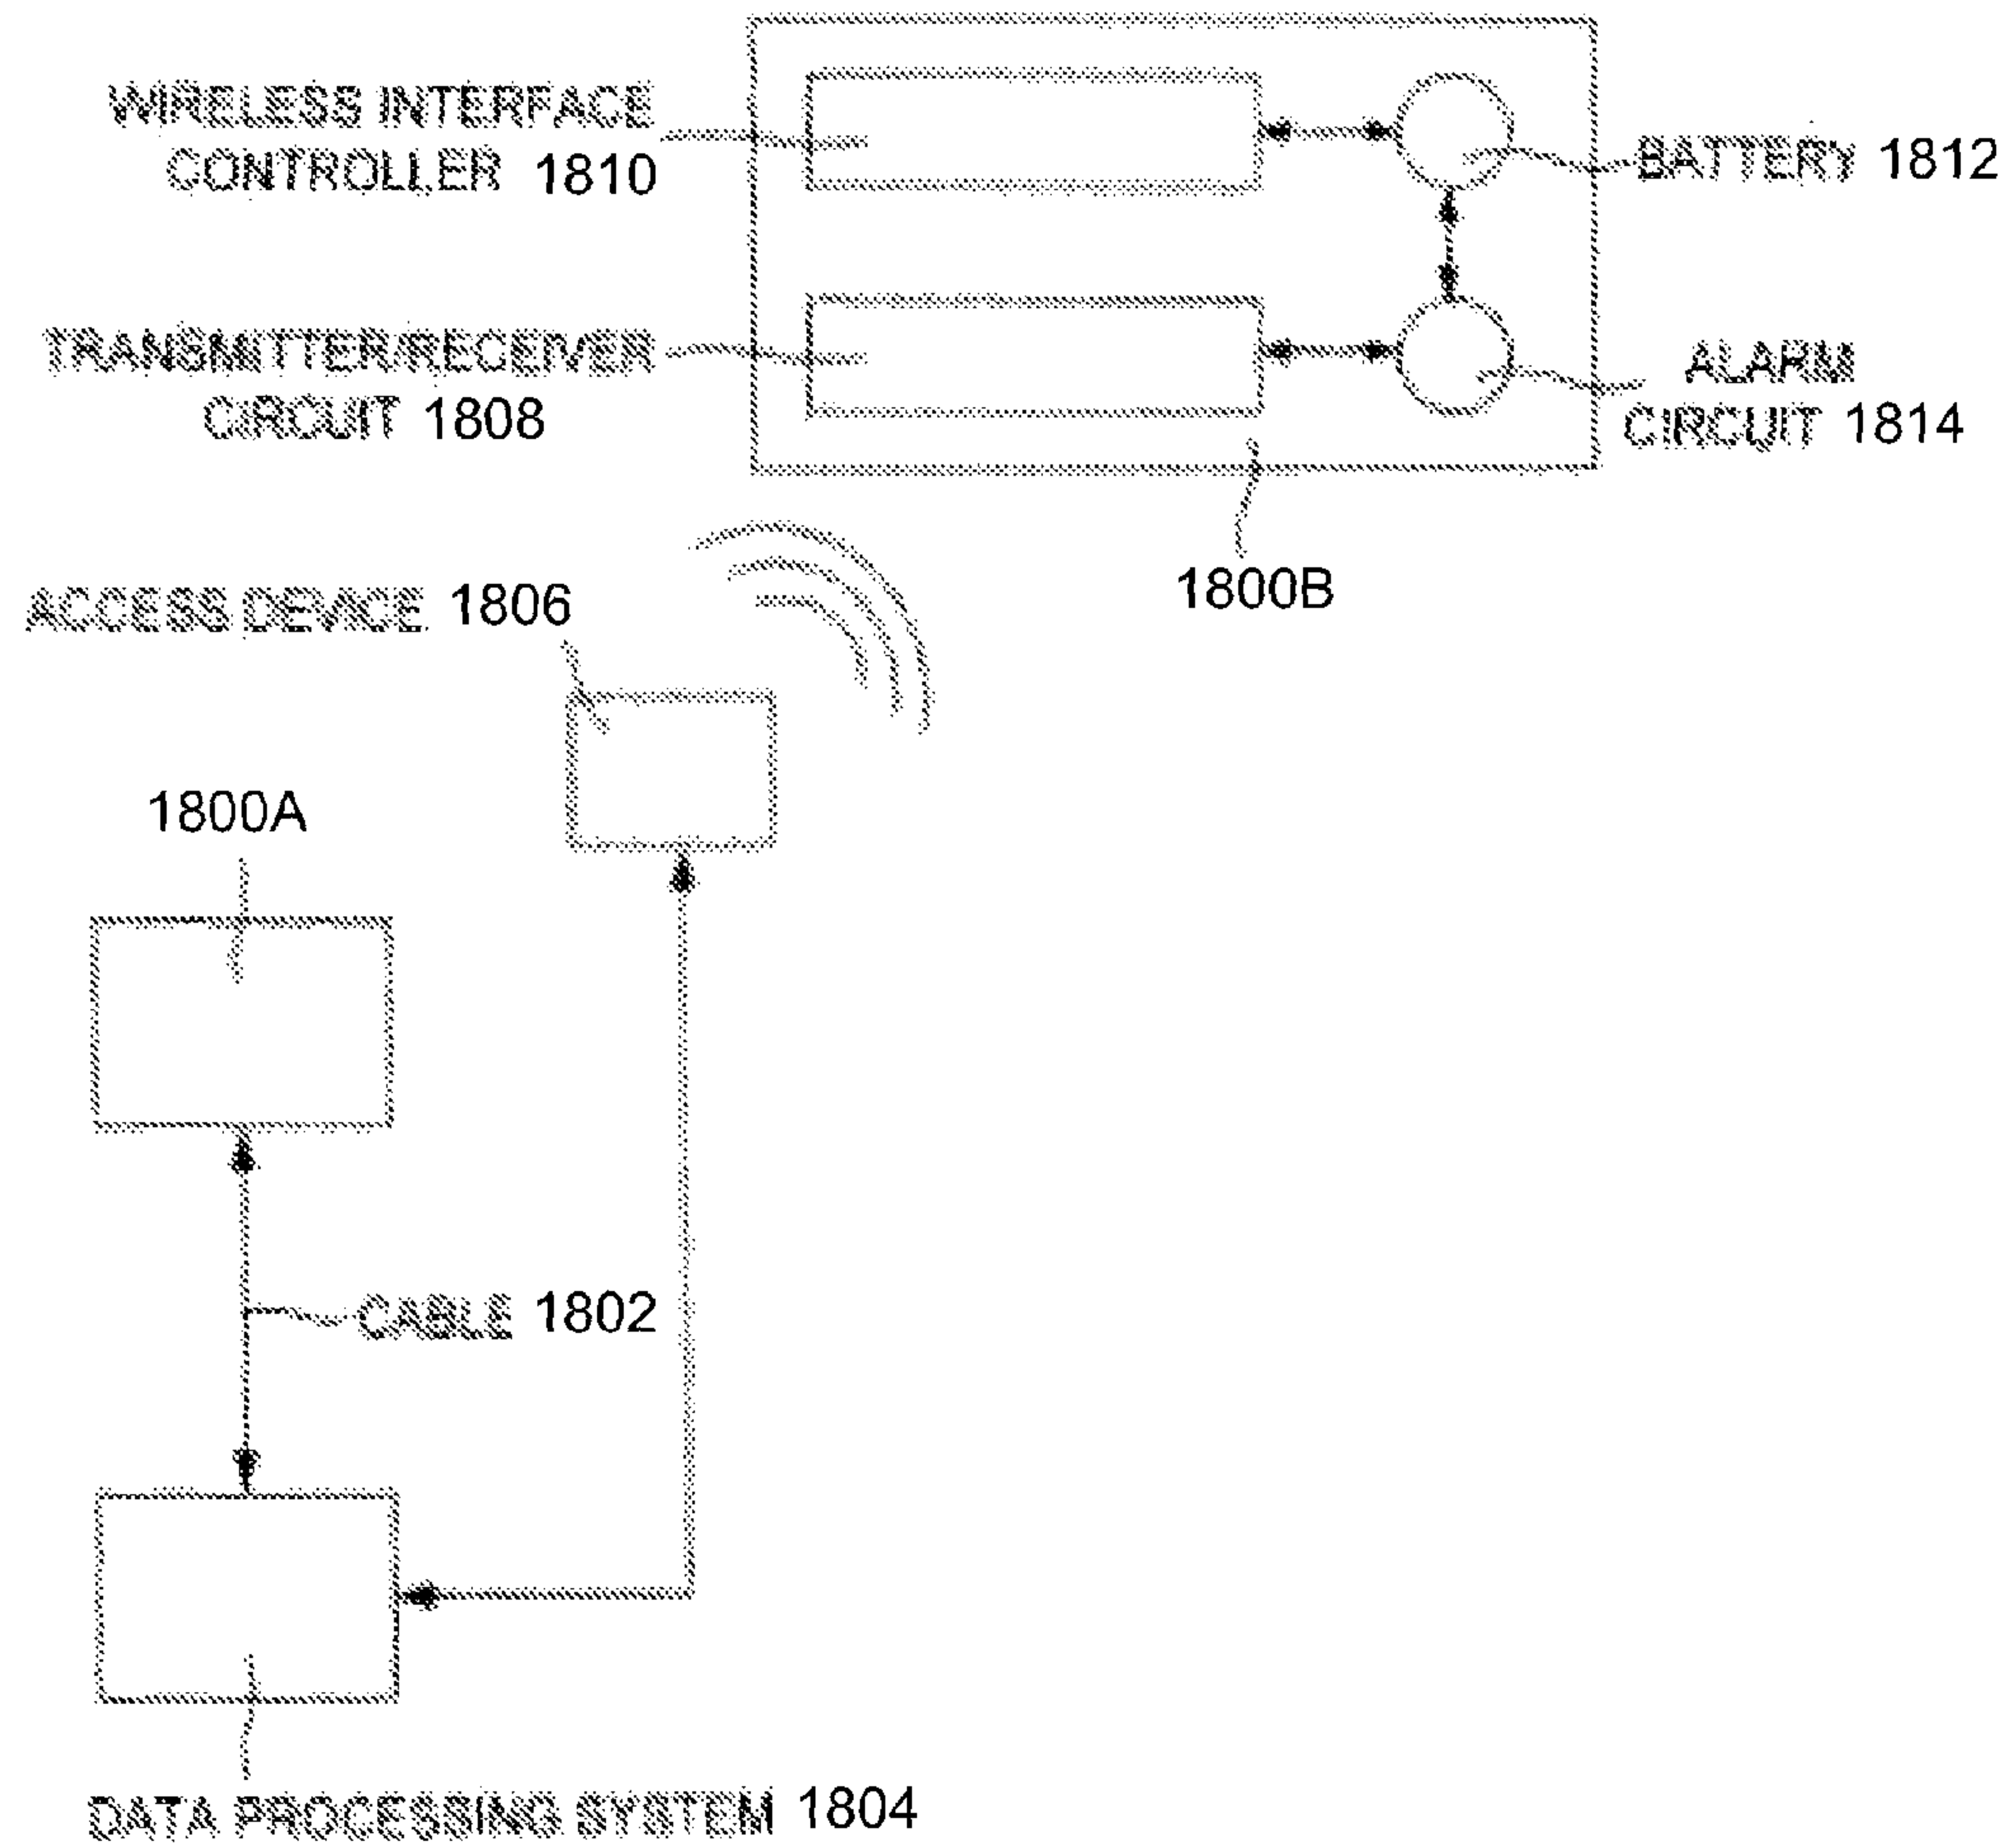 WIRELESS INTERFACE
CONTROLLER 1810
BATTERY 1812
TRANSMITTER/RECEIVER
CIRCUIT 1808
ALARM
CIRCUIT 1814
1800B
ACCESS DEVICE 1806
1800A
CABLE 1802
DATA PROCESSING SYSTEM 1804